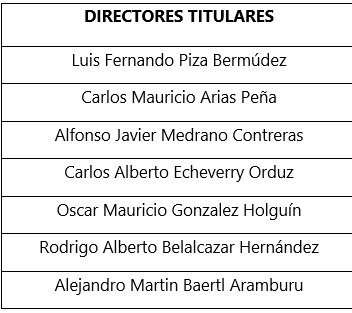 DIRECTORES TITULARES
Luis Fernando Piza Bermúdez
Carlos Mauricio Arias Peña
Alfonso Javier Medrano Contreras
Carlos Alberto Echeverry Orduz
Oscar Mauricio Gonzalez Holguín
Rodrigo Alberto Belalcazar Hernández
Alejandro Martin Baertl Aramburu